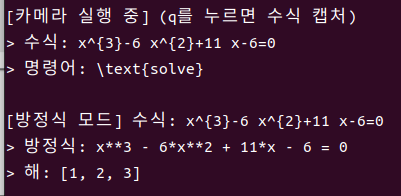 [카메라 실행 중] (q를 누르면 수식 캡처)
> 수식: x^{3}-6 x^{2}+11 x-6=0
> 명령어: \text{solve}
[방정식 모드] 수식: x^{3}-6 x^{2}+11 x-6=0
> 방정식: x**3 - 6*x**2 + 11*x - 6 = 0
> 해: [1, 2, 3]